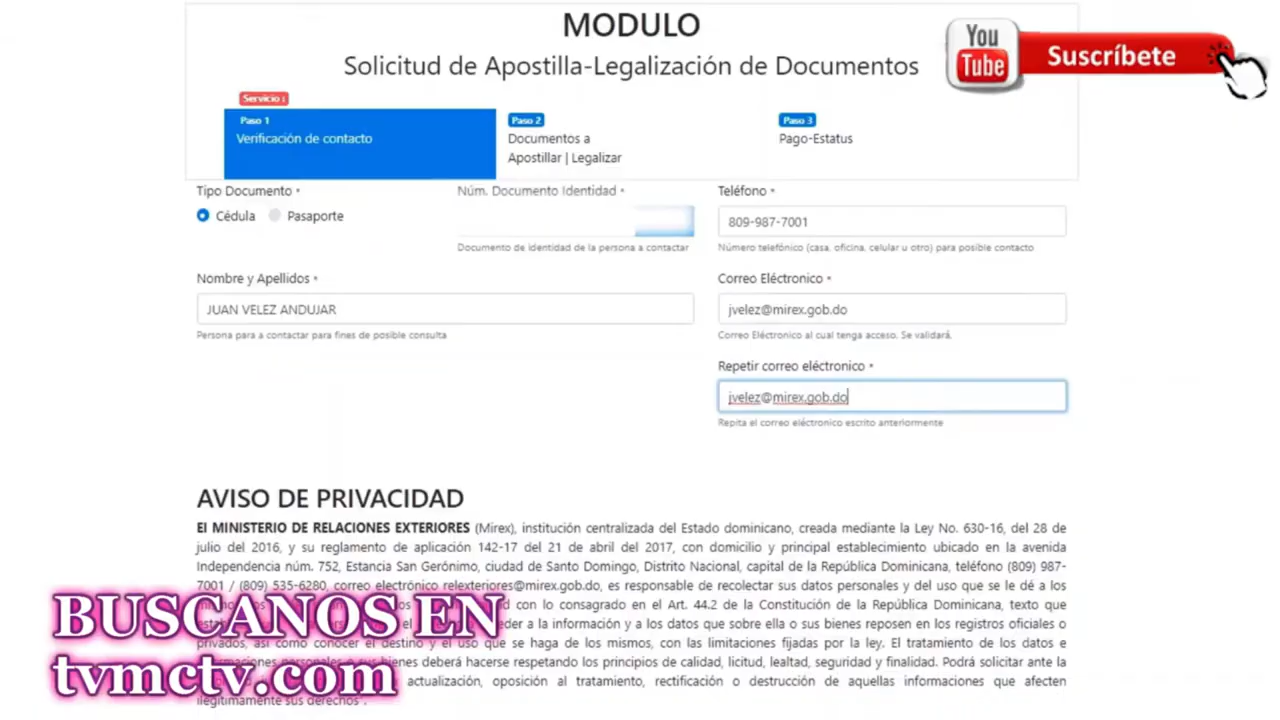 MODULO
Solicitud de Apostilla-Legalización de Documentos
You
Tube
Suscríbete
Servicio :
Paso 1
Verificación de contacto
Paso 2
Documentos a
Apostillar | Legalizar
Paso 3
Pago-Estatus
Tipo Documento *
Cédula
Pasaporte
Núm. Documento Identidad *
Documento de identidad de la persona a contactar
Teléfono *
809-987-7001
Número telefónico (casa, oficina, celular u otro) para posible contacto
Nombre y Apellidos *
JUAN VELEZ ANDUJAR
Persona para a contactar para fines de posible consulta
Correo Eléctronico *
jvelez@mirex.gob.do
Correo Eléctronico al cual tenga acceso. Se validará.
Repetir correo eléctronico *
jvelez@mirex.gob.do
Repita el correo eléctronico escrito anteriormente
AVISO DE PRIVACIDAD
El MINISTERIO DE RELACIONES EXTERIORES (Mirex), institución centralizada del Estado dominicano, creada mediante la Ley No. 630-16, del 28 de
julio del 2016, y su reglamento de aplicación 142-17 del 21 de abril del 2017, con domicilio y principal establecimiento ubicado en la avenida
Independencia núm. 752, Estancia San Gerónimo, ciudad de Santo Domingo, Distrito Nacional, capital de la República Dominicana, teléfono (809) 987-
7001 / (809) 535-6280, correo electrónico relexteriores@mirex.gob.do, es responsable de recolectar sus datos personales y del uso que se le dé a los
con lo consagrado en el Art. 44.2 de la Constitución de la República Dominicana, texto que
a la información y a los datos que sobre ella o sus bienes reposen en los registros oficiales o
privados, así como conocer el destino y el uso que se haga de los mismos, con las limitaciones fijadas por la ley. El tratamiento de los datos e
personales o sus bienes deberá hacerse respetando los principios de calidad, licitud, lealtad, seguridad y finalidad. Podrá solicitar ante la
actualización, oposición al tratamiento, rectificación o destrucción de aquellas informaciones que afecten
ilegítimamente sus derechos".
BUSCANOS EN
tvmctv.com